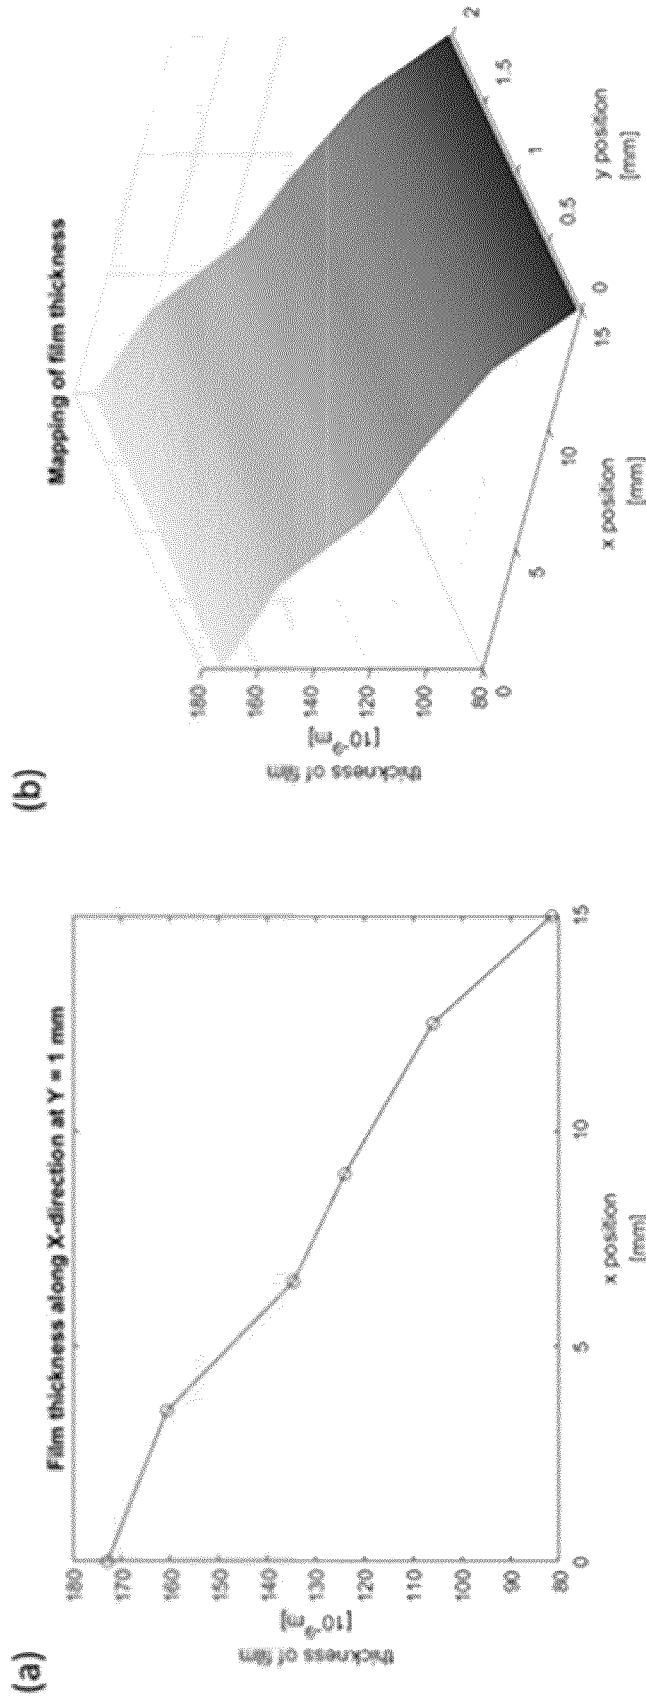 (a)
Film thickness along X-direction at Y = 1 mm
thickness of film
[10-9 m]
180
170
160
150
140
130
120
110
100
90
80
0
5
10
15
x position
[mm]
(b)
Mapping of film thickness
thickness of film
[10-9 m]
180
160
140
120
100
80
0
5
10
15
x position
[mm]
0
0.5
1
1.5
2
y position
[mm]